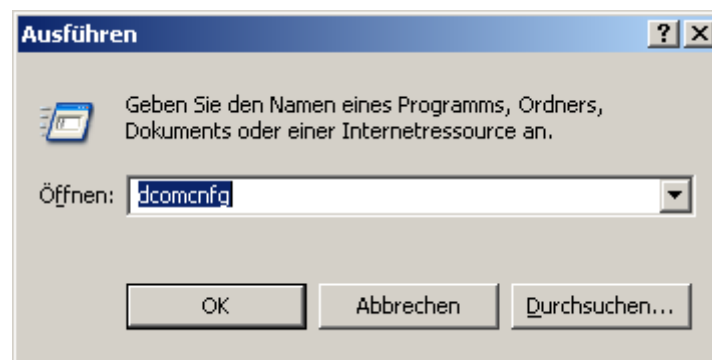 Ausführen
Geben Sie den Namen eines Programms, Ordners,
Dokuments oder einer Internetressource an.
Öffnen: dcomcnfg
OK Abbrechen Durchsuchen...